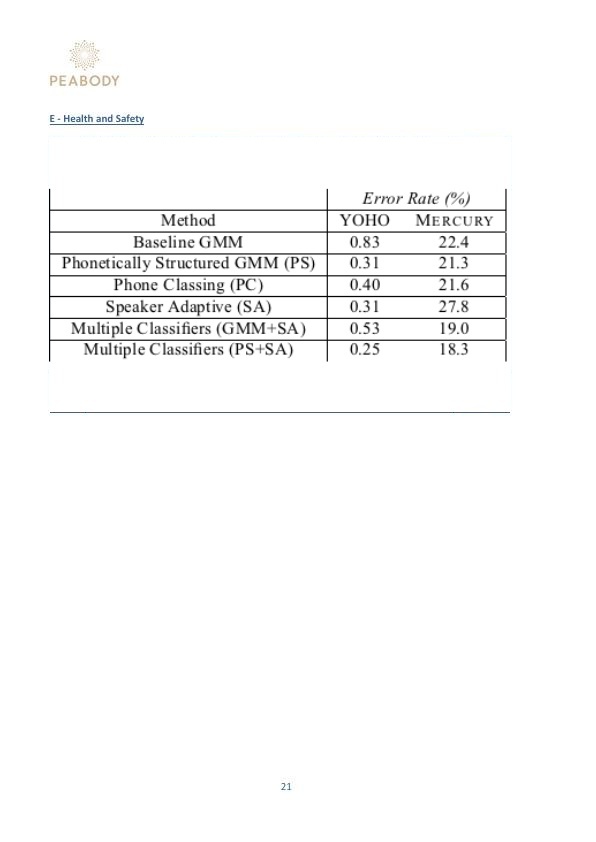 PEABODY
E - Health and Safety
Error Rate (%)
Method YOHO MERCURY
Baseline GMM 0.83 22.4
Phonetically Structured GMM (PS) 0.31 21.3
Phone Classing (PC) 0.40 21.6
Speaker Adaptive (SA) 0.31 27.8
Multiple Classifiers (GMM+SA) 0.53 19.0
Multiple Classifiers (PS+SA) 0.25 18.3
21